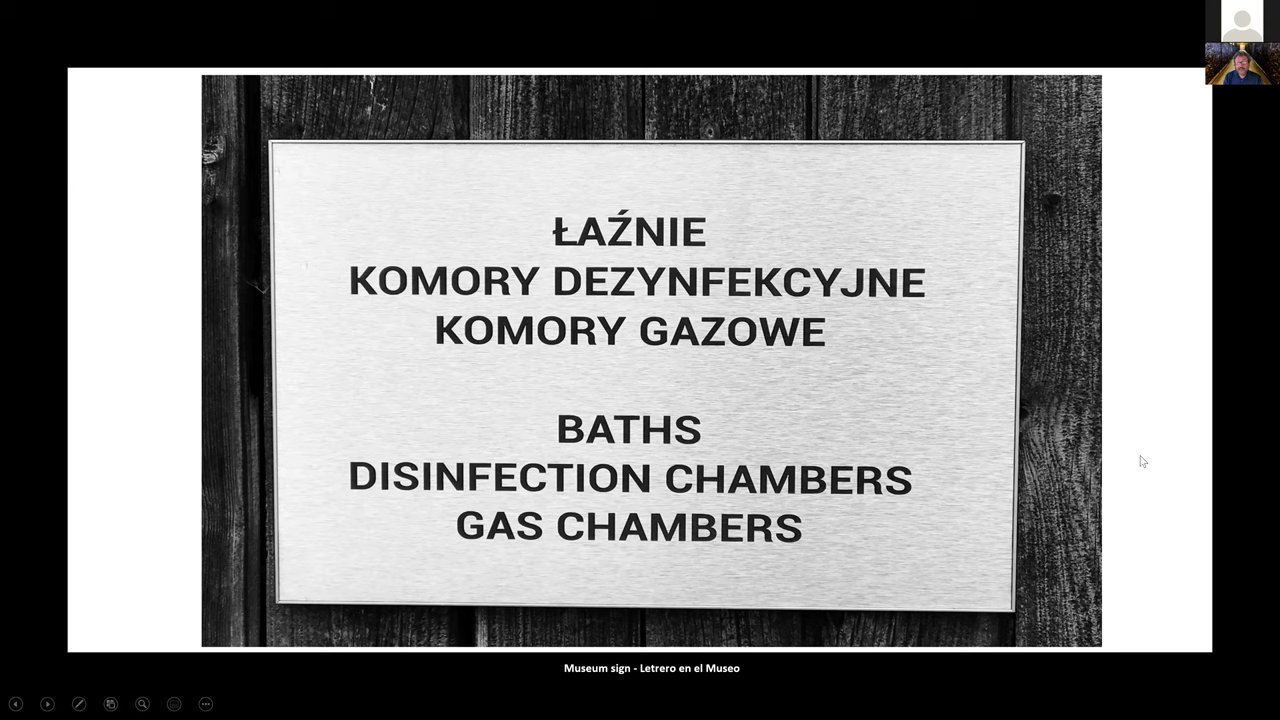 ŁAŹNIE
KOMORY DEZYNFEKCYJNE
KOMORY GAZOWE
BATHS
DISINFECTION CHAMBERS
GAS CHAMBERS
Museum sign - Letrero en el Museo